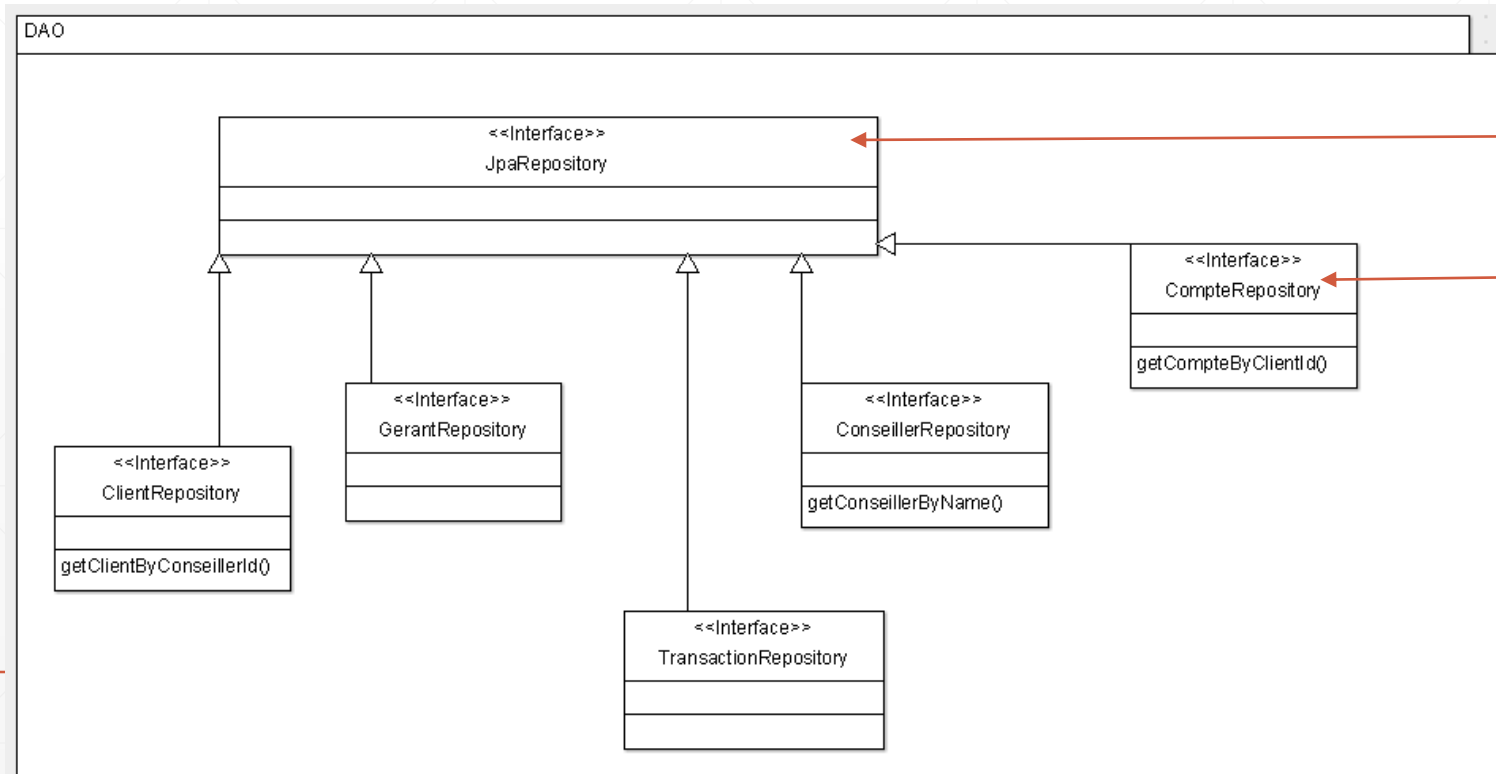 DAO
<<Interface>>
JpaRepository
<<Interface>>
CompteRepository
getCompteByClientId()
<<Interface>>
GerantRepository
<<Interface>>
ConseillerRepository
getConseillerByName()
<<Interface>>
ClientRepository
getClientByConseillerId()
<<Interface>>
TransactionRepository